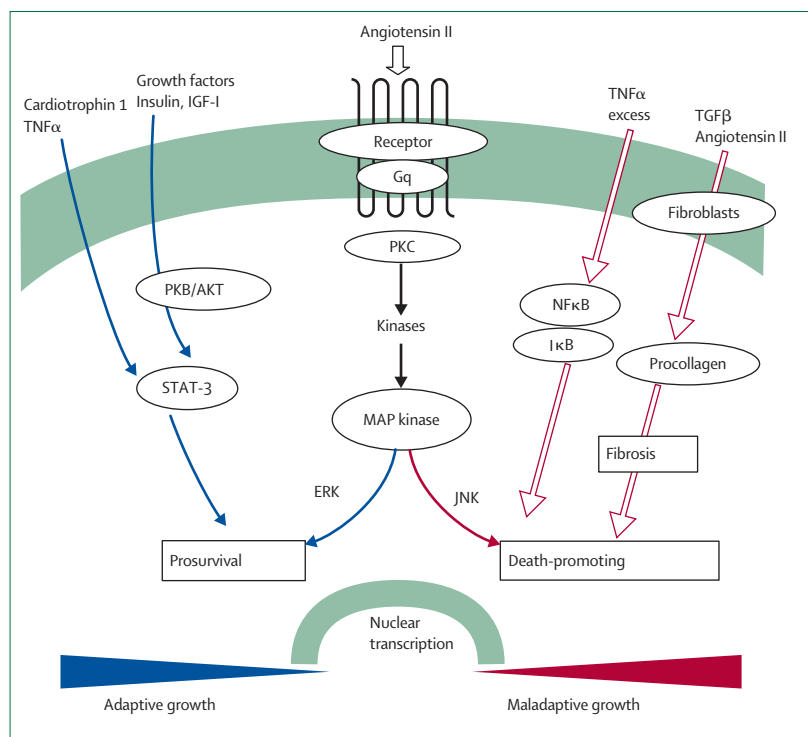 Angiotensin II
Growth factors
Insulin, IGF-I
Cardiotrophin 1
TNFα
TNFα
excess
TGFβ
Angiotensin II
Receptor
Gq
Fibroblasts
PKC
PKB/AKT
NFκB
Kinases
IκB
Procollagen
STAT-3
MAP kinase
Fibrosis
ERK
JNK
Prosurvival
Death-promoting
Nuclear
transcription
Adaptive growth
Maladaptive growth